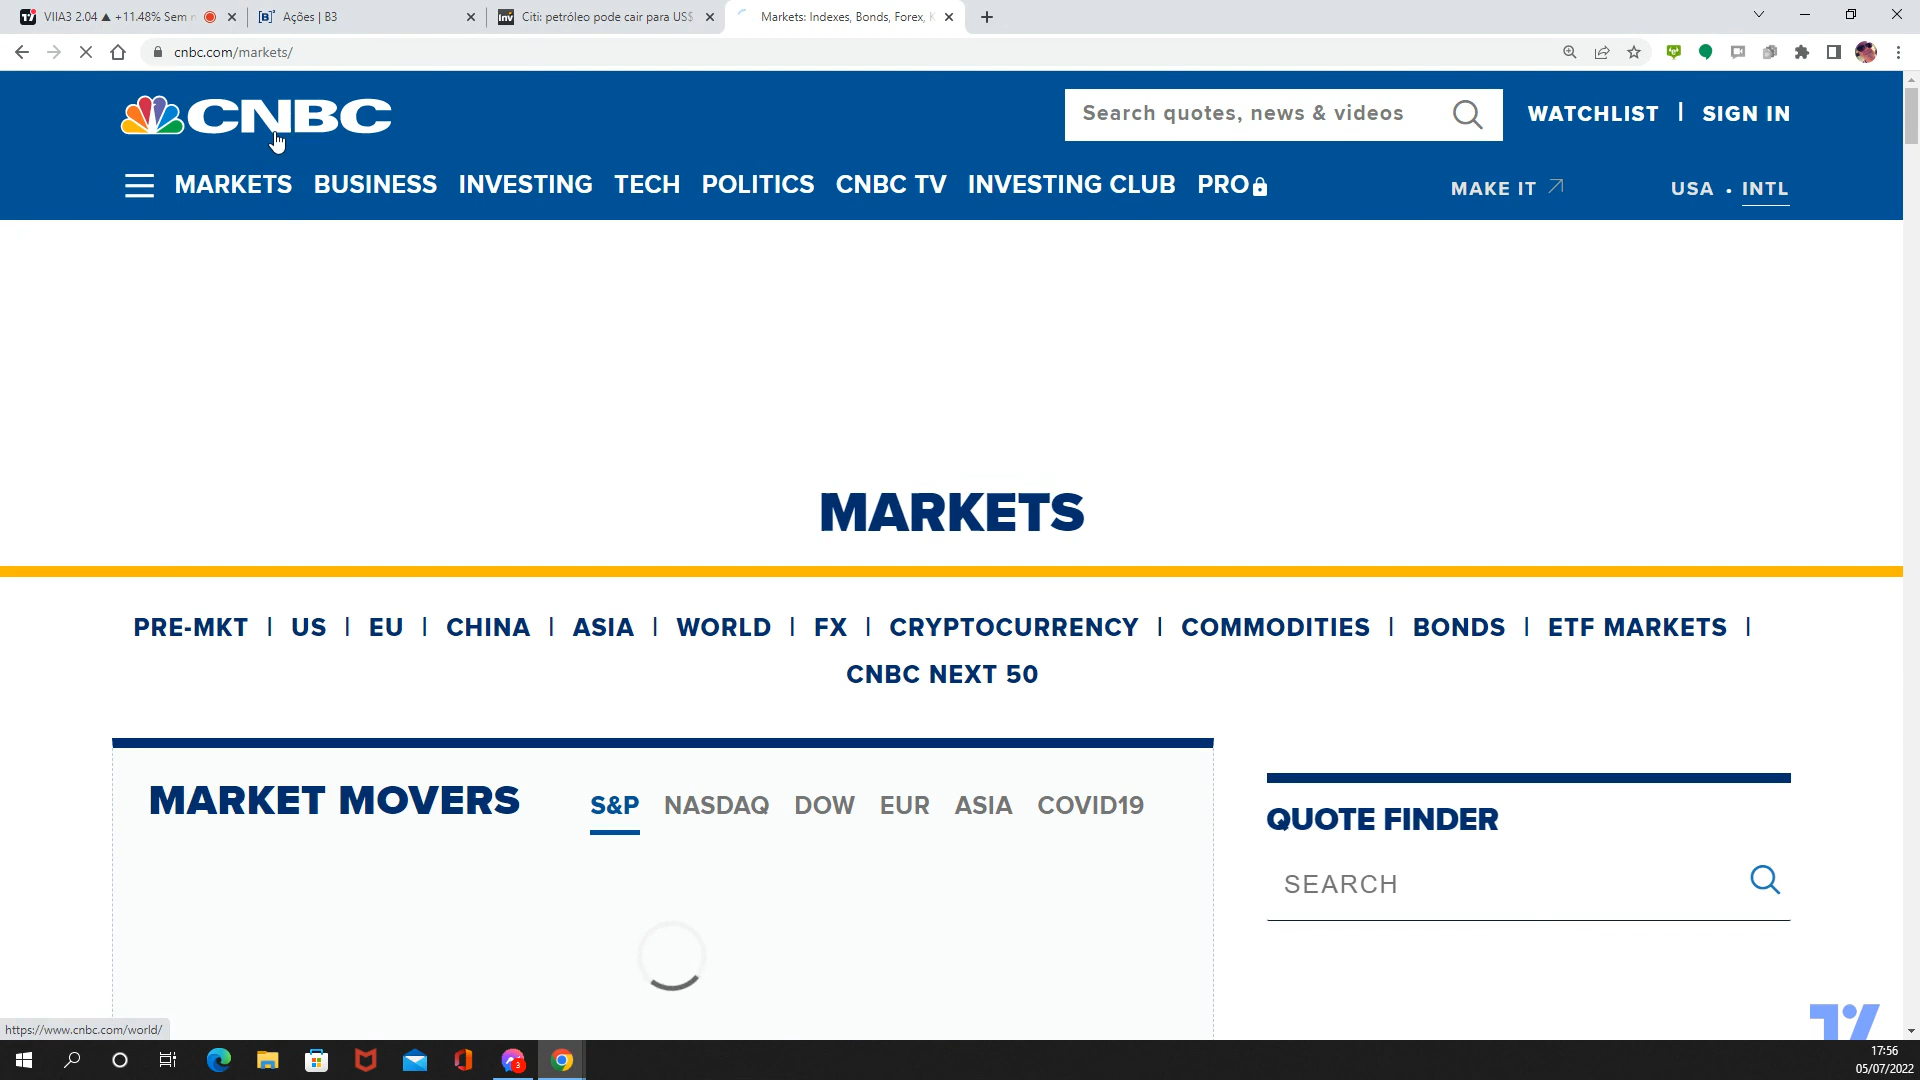 VIIA3 2.04 ▲ +11.48% Sem
Ações | B3
Citi: petróleo pode cair para US$
Markets: Indexes, Bonds, Forex,
cnbc.com/markets/
CNBC
Search quotes, news & videos
WATCHLIST | SIGN IN
MARKETS BUSINESS INVESTING TECH POLITICS CNBC TV INVESTING CLUB PRO
MAKE IT
USA • INTL
MARKETS
PRE-MKT | US | EU | CHINA | ASIA | WORLD | FX | CRYPTOCURRENCY | COMMODITIES | BONDS | ETF MARKETS |
CNBC NEXT 50
MARKET MOVERS
S&P NASDAQ DOW EUR ASIA COVID19
QUOTE FINDER
SEARCH
https://www.cnbc.com/world/
3
17:56
05/07/2022